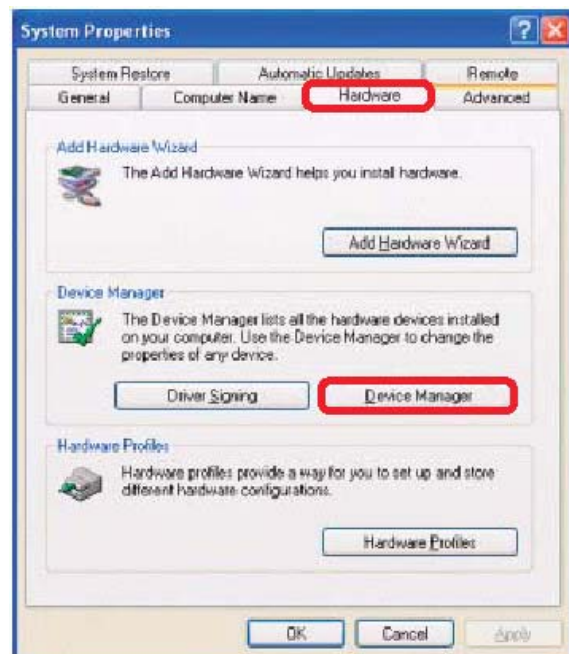 System Properties
System Restore Automatic Updates Remote
General Computer Name Hardware Advanced
Add Hardware Wizard
The Add Hardware Wizard helps you install hardware.
Add Hardware Wizard
Device Manager
The Device Manager lists all the hardware devices installed
on your computer. Use the Device Manager to change the
properties of any device.
Driver Signing Device Manager
Hardware Profiles
Hardware profiles provide a way for you to set up and store
different hardware configurations.
Hardware Profiles
OK Cancel Apply